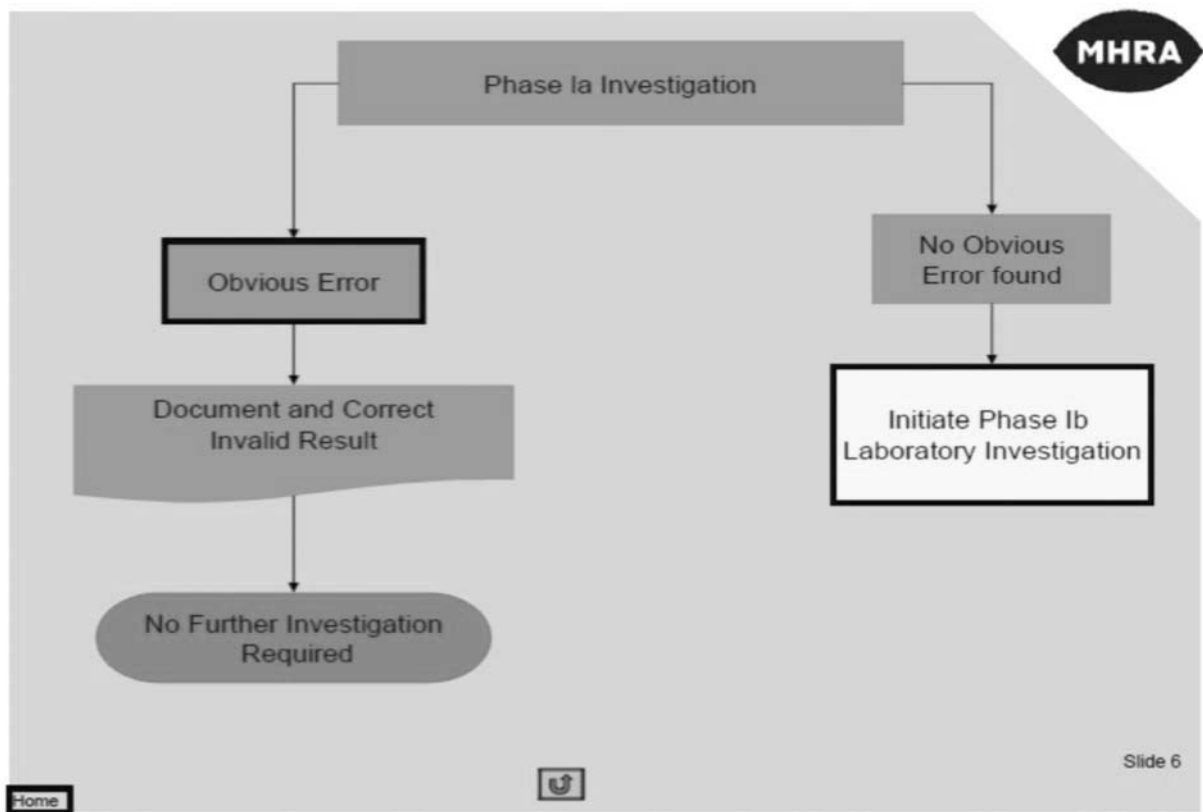 MHRA
Phase Ia Investigation
Obvious Error
No Obvious
Error found
Document and Correct
Invalid Result
Initiate Phase Ib
Laboratory Investigation
No Further Investigation
Required
Slide 6
Home